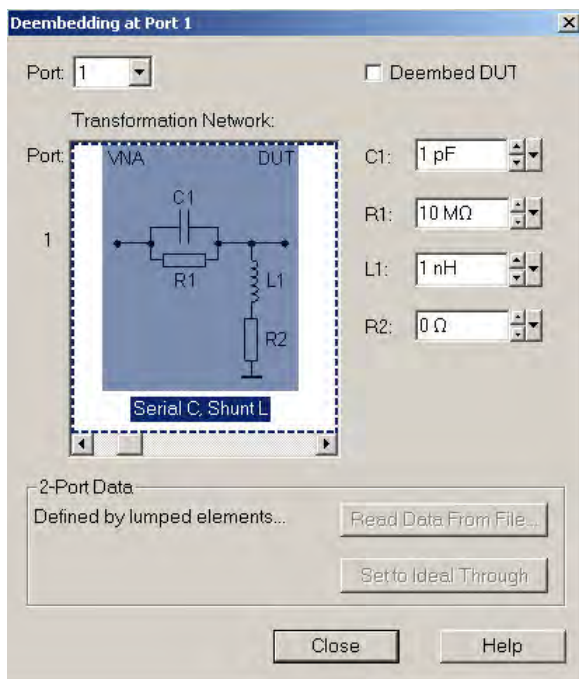 Deembedding at Port 1
Port: 1
Deembed DUT
Transformation Network:
Port:
VNA DUT
C1
R1
L1
R2
1
Serial C, Shunt L
C1: 1 pF
R1: 10 MΩ
L1: 1 nH
R2: 0 Ω
2-Port Data
Defined by lumped elements...
Read Data From File...
Set to Ideal Through
Close
Help